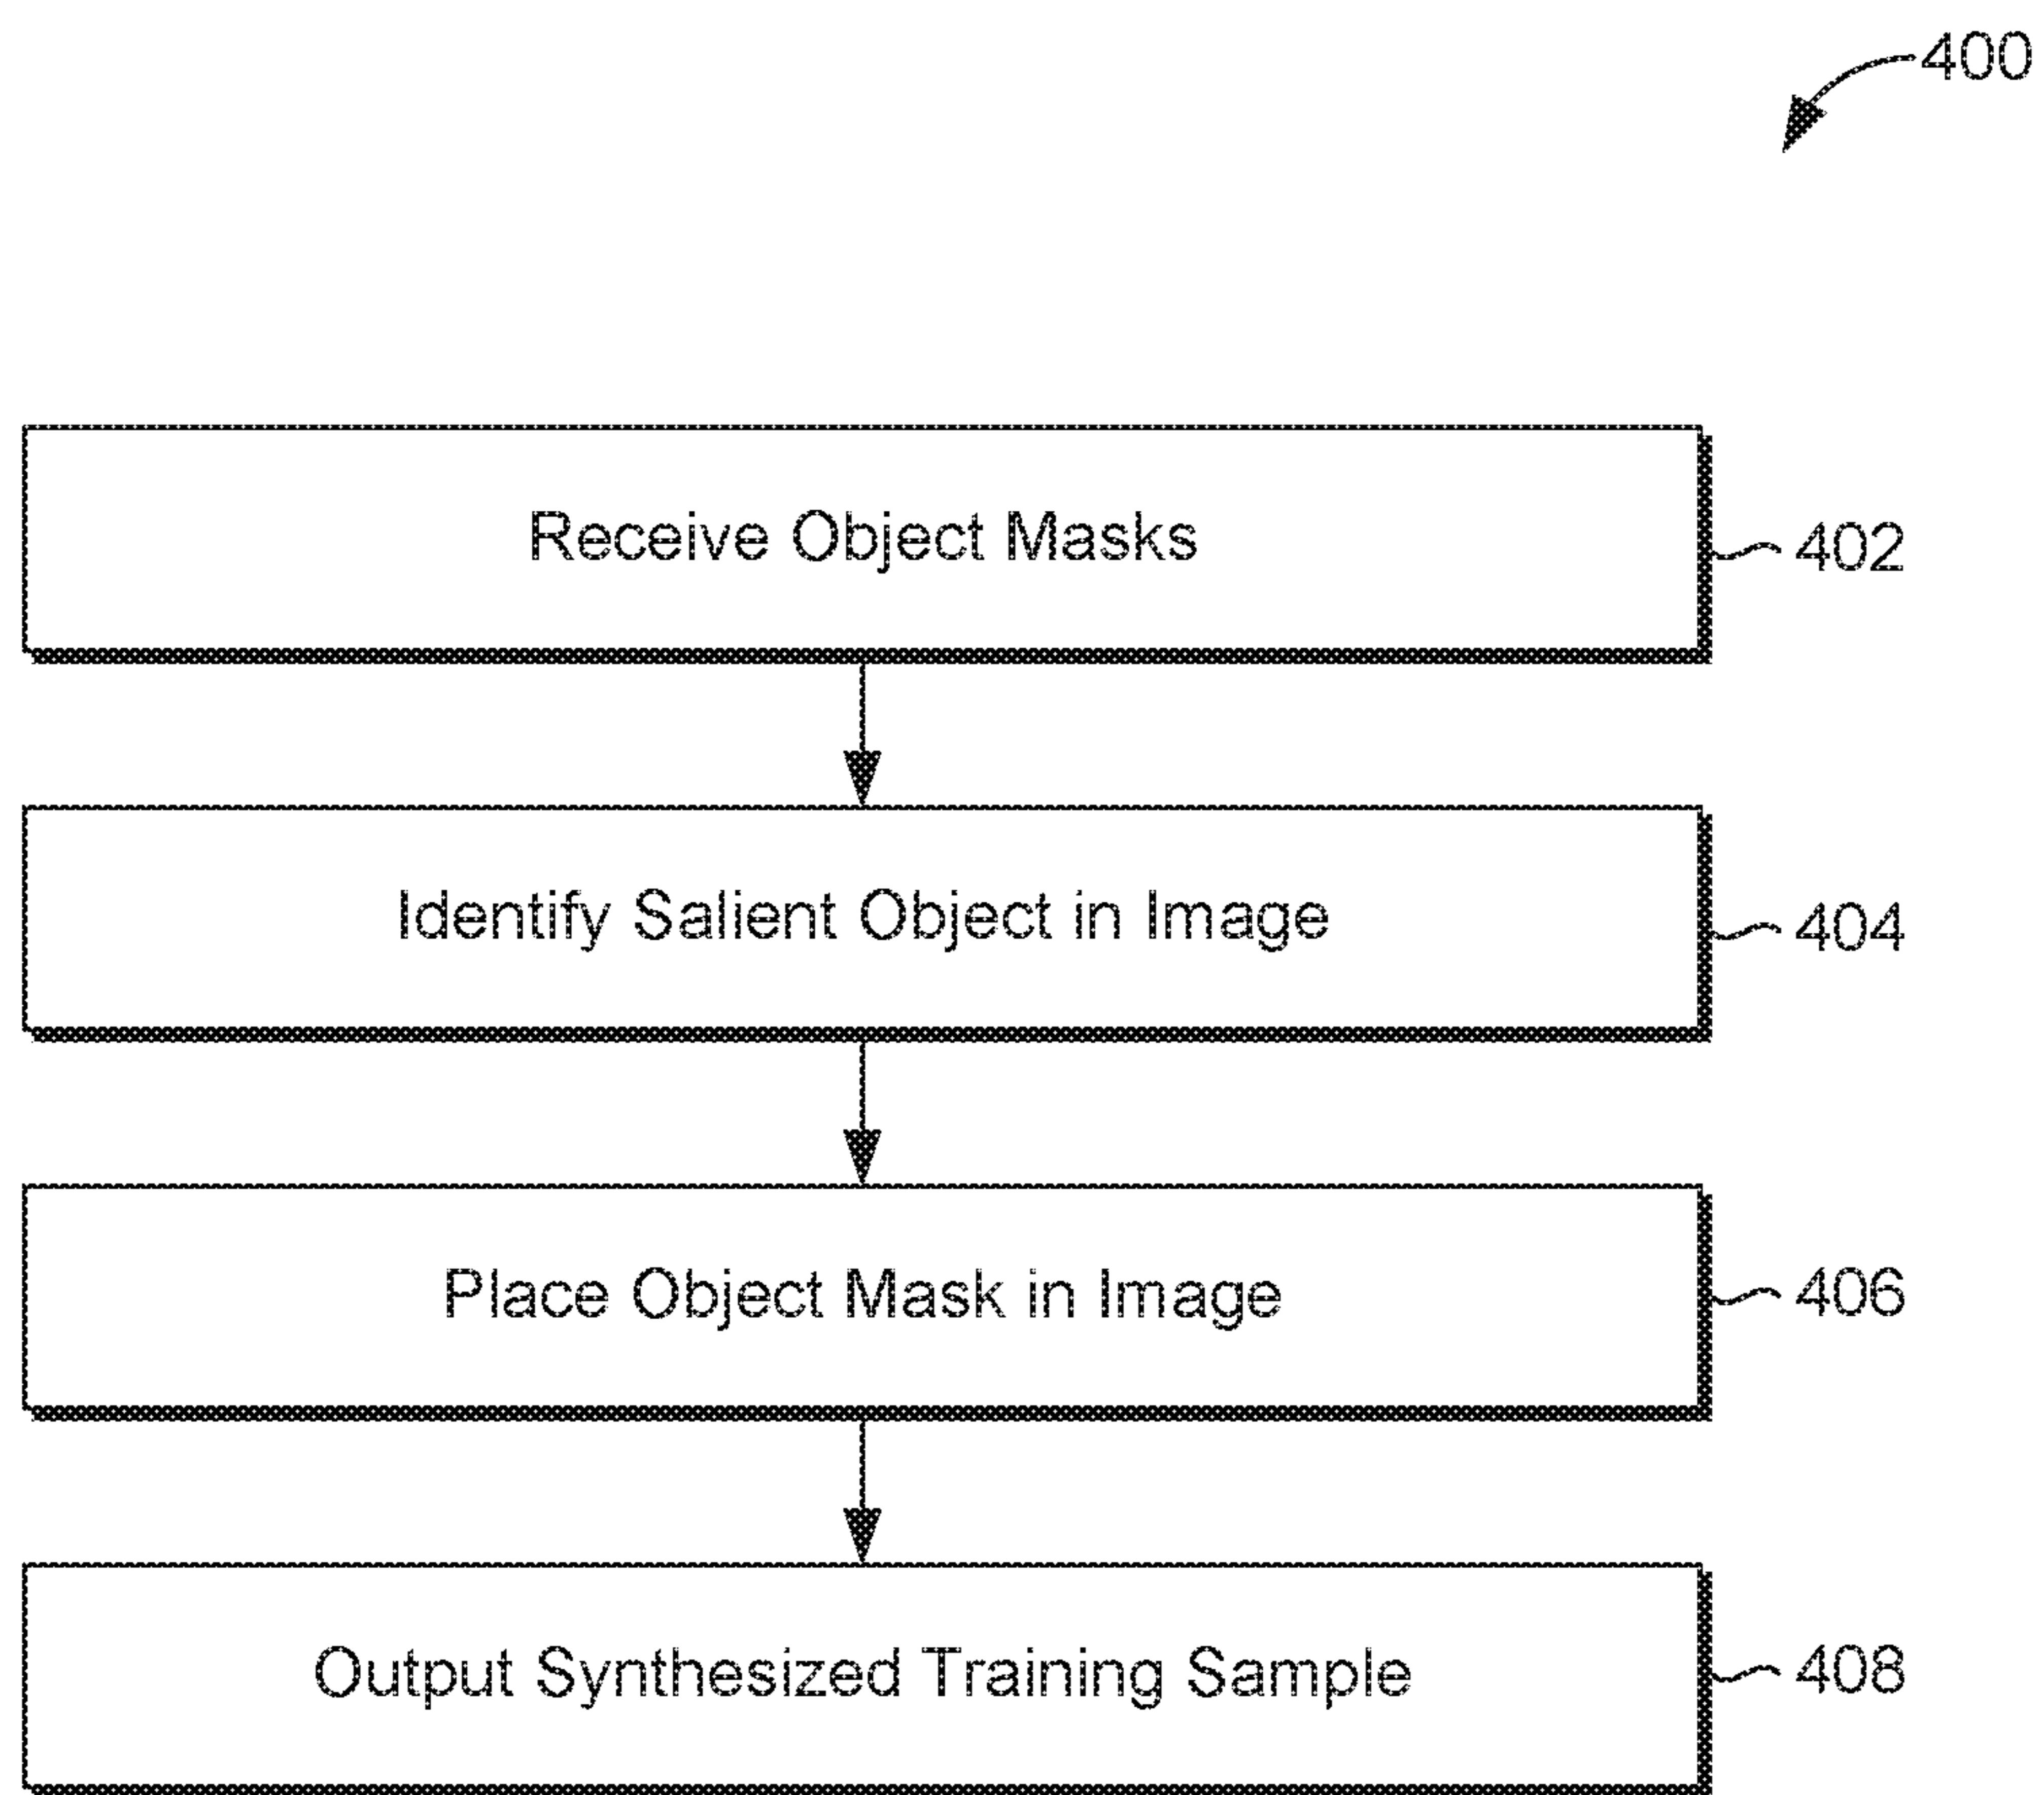 400
Receive Object Masks
402
Identify Salient Object in Image
404
Place Object Mask in Image
406
Output Synthesized Training Sample
408